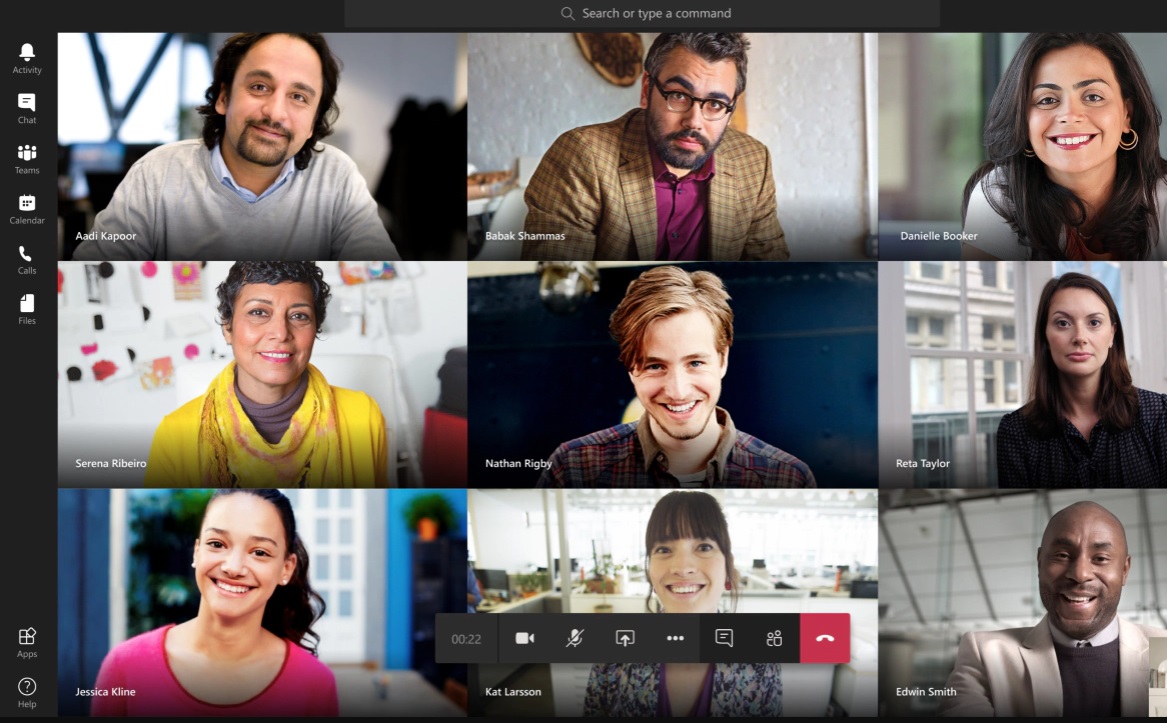 Search or type a command
Activity
Chat
Teams
Calendar
Calls
Files
Apps
Help
Aadi Kapoor
Babak Shammas
Danielle Booker
Serena Ribeiro
Nathan Rigby
Reta Taylor
Jessica Kline
Kat Larsson
Edwin Smith
00:22